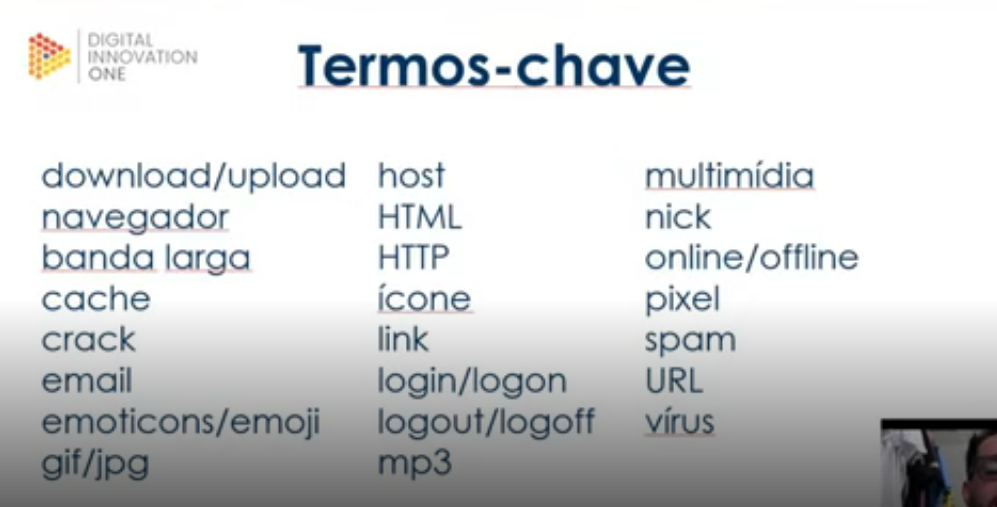 DIGITAL
INNOVATION
ONE
Termos-chave
download/upload
navegador
banda larga
cache
crack
email
emoticons/emoji
gif/jpg
host
HTML
HTTP
ícone
link
login/logon
logout/logoff
mp3
multimídia
nick
online/offline
pixel
spam
URL
vírus